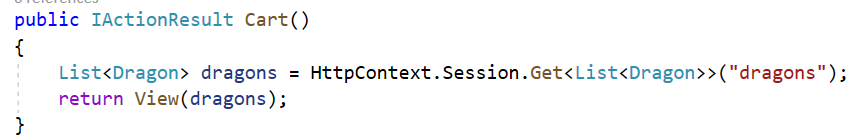 public IActionResult Cart()
{
List<Dragon> dragons = HttpContext.Session.Get<List<Dragon>>("dragons");
return View(dragons);
}